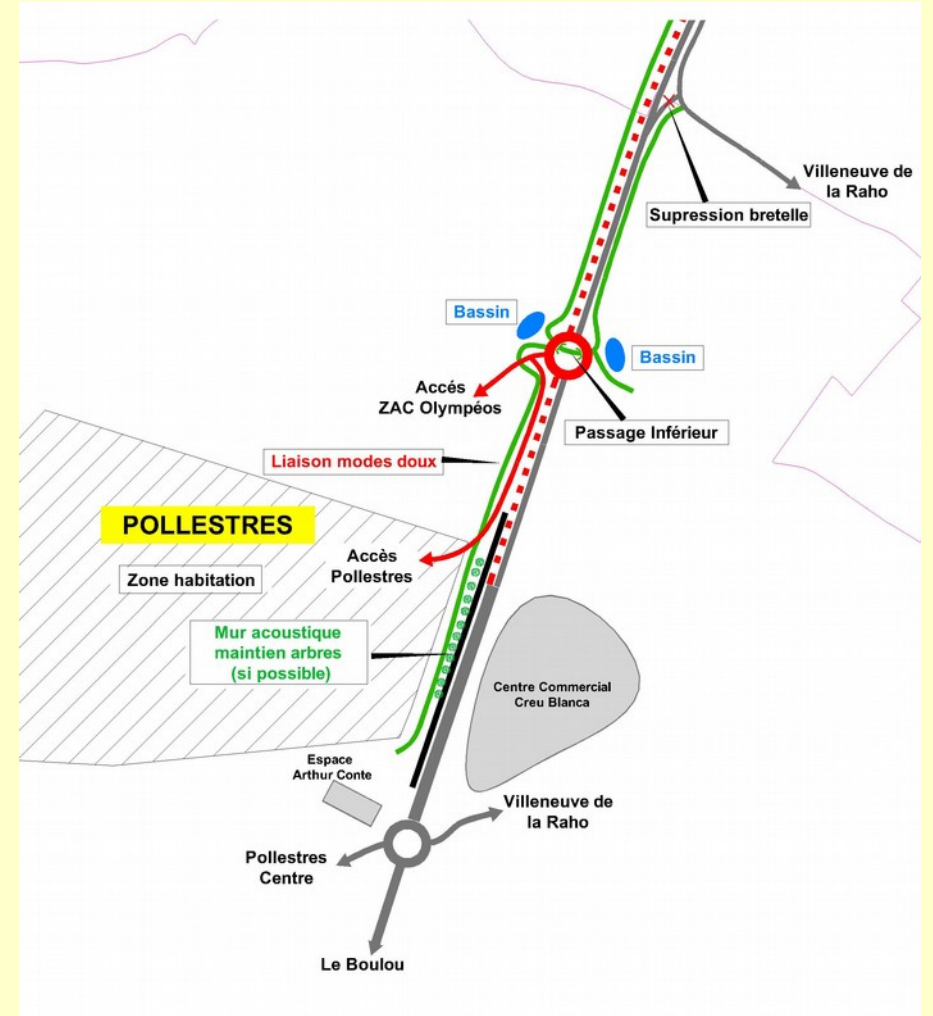 Villeneuve de
la Raho
Supression bretelle
Bassin
Bassin
Accés
ZAC Olympéos
Passage Inférieur
Liaison modes doux
POLLESTRES
Accès
Pollestres
Zone habitation
Mur acoustique
maintien arbres
(si possible)
Centre Commercial
Creu Blanca
Espace
Arthur Conte
Villeneuve de
la Raho
Pollestres
Centre
Le Boulou